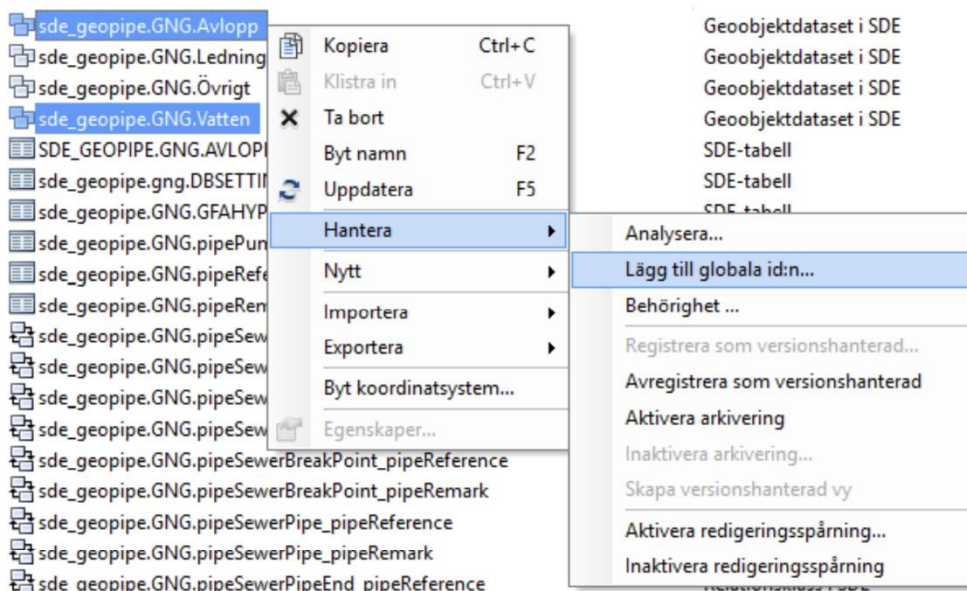 sde_geopipe.GNG.Avlopp Geoobjektdataset i SDE
sde_geopipe.GNG.Ledning Geoobjektdataset i SDE
sde_geopipe.GNG.Övrigt Geoobjektdataset i SDE
sde_geopipe.GNG.Vatten Geoobjektdataset i SDE
SDE_GEOPIPE.GNG.AVLOPP SDE-tabell
sde_geopipe.gng.DBSETTIN SDE-tabell
sde_geopipe.GNG.GFAHYP SDE-tabell
sde_geopipe.GNG.pipePun
sde_geopipe.GNG.pipeRefe
sde_geopipe.GNG.pipeRem
sde_geopipe.GNG.pipeSew
sde_geopipe.GNG.pipeSew
sde_geopipe.GNG.pipeSew
sde_geopipe.GNG.pipeSew
sde_geopipe.GNG.pipeSewerBreakPoint_pipeReference
sde_geopipe.GNG.pipeSewerBreakPoint_pipeRemark
sde_geopipe.GNG.pipeSewerPipe_pipeReference
sde_geopipe.GNG.pipeSewerPipe_pipeRemark
sde_geopipe.GNG.pipeSewerPipeEnd_pipeReference Relationsklass i SDE
Kopiera Ctrl+C
Klistra in Ctrl+V
Ta bort
Byt namn F2
Uppdatera F5
Hantera
Nytt
Importera
Exportera
Byt koordinatsystem...
Egenskaper...
Analysera...
Lägg till globala id:n...
Behörighet ...
Registrera som versionshanterad...
Avregistrera som versionshanterad
Aktivera arkivering
Inaktivera arkivering...
Skapa versionshanterad vy
Aktivera redigeringsspårning...
Inaktivera redigeringsspårning